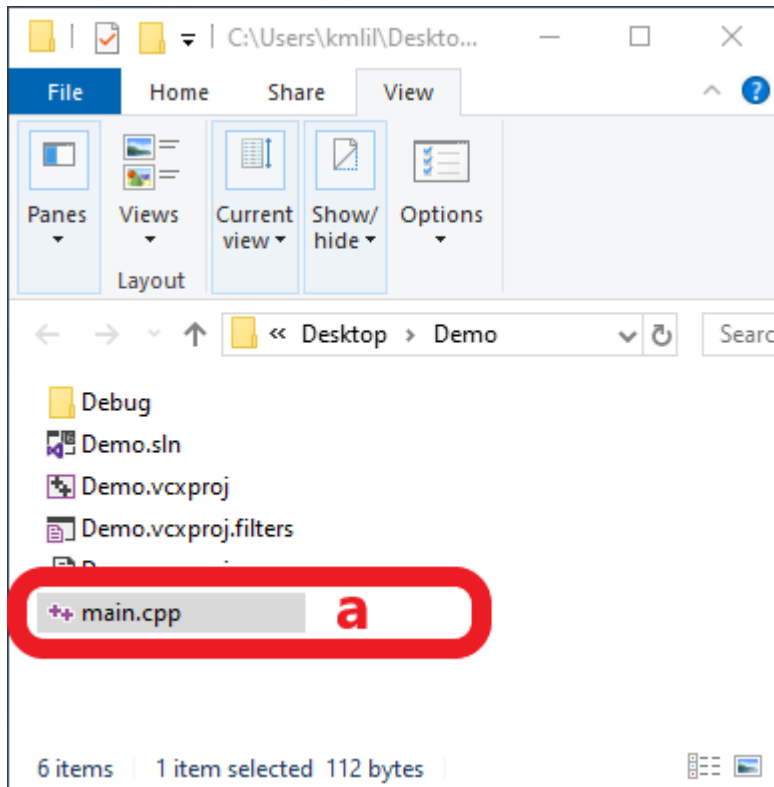 C:\Users\kmlil\Deskto...
File Home Share View
Panes Views Current view Show/ hide Options
Layout
« Desktop > Demo Searc
Debug
Demo.sln
Demo.vcxproj
Demo.vcxproj.filters
main.cpp a
6 items 1 item selected 112 bytes